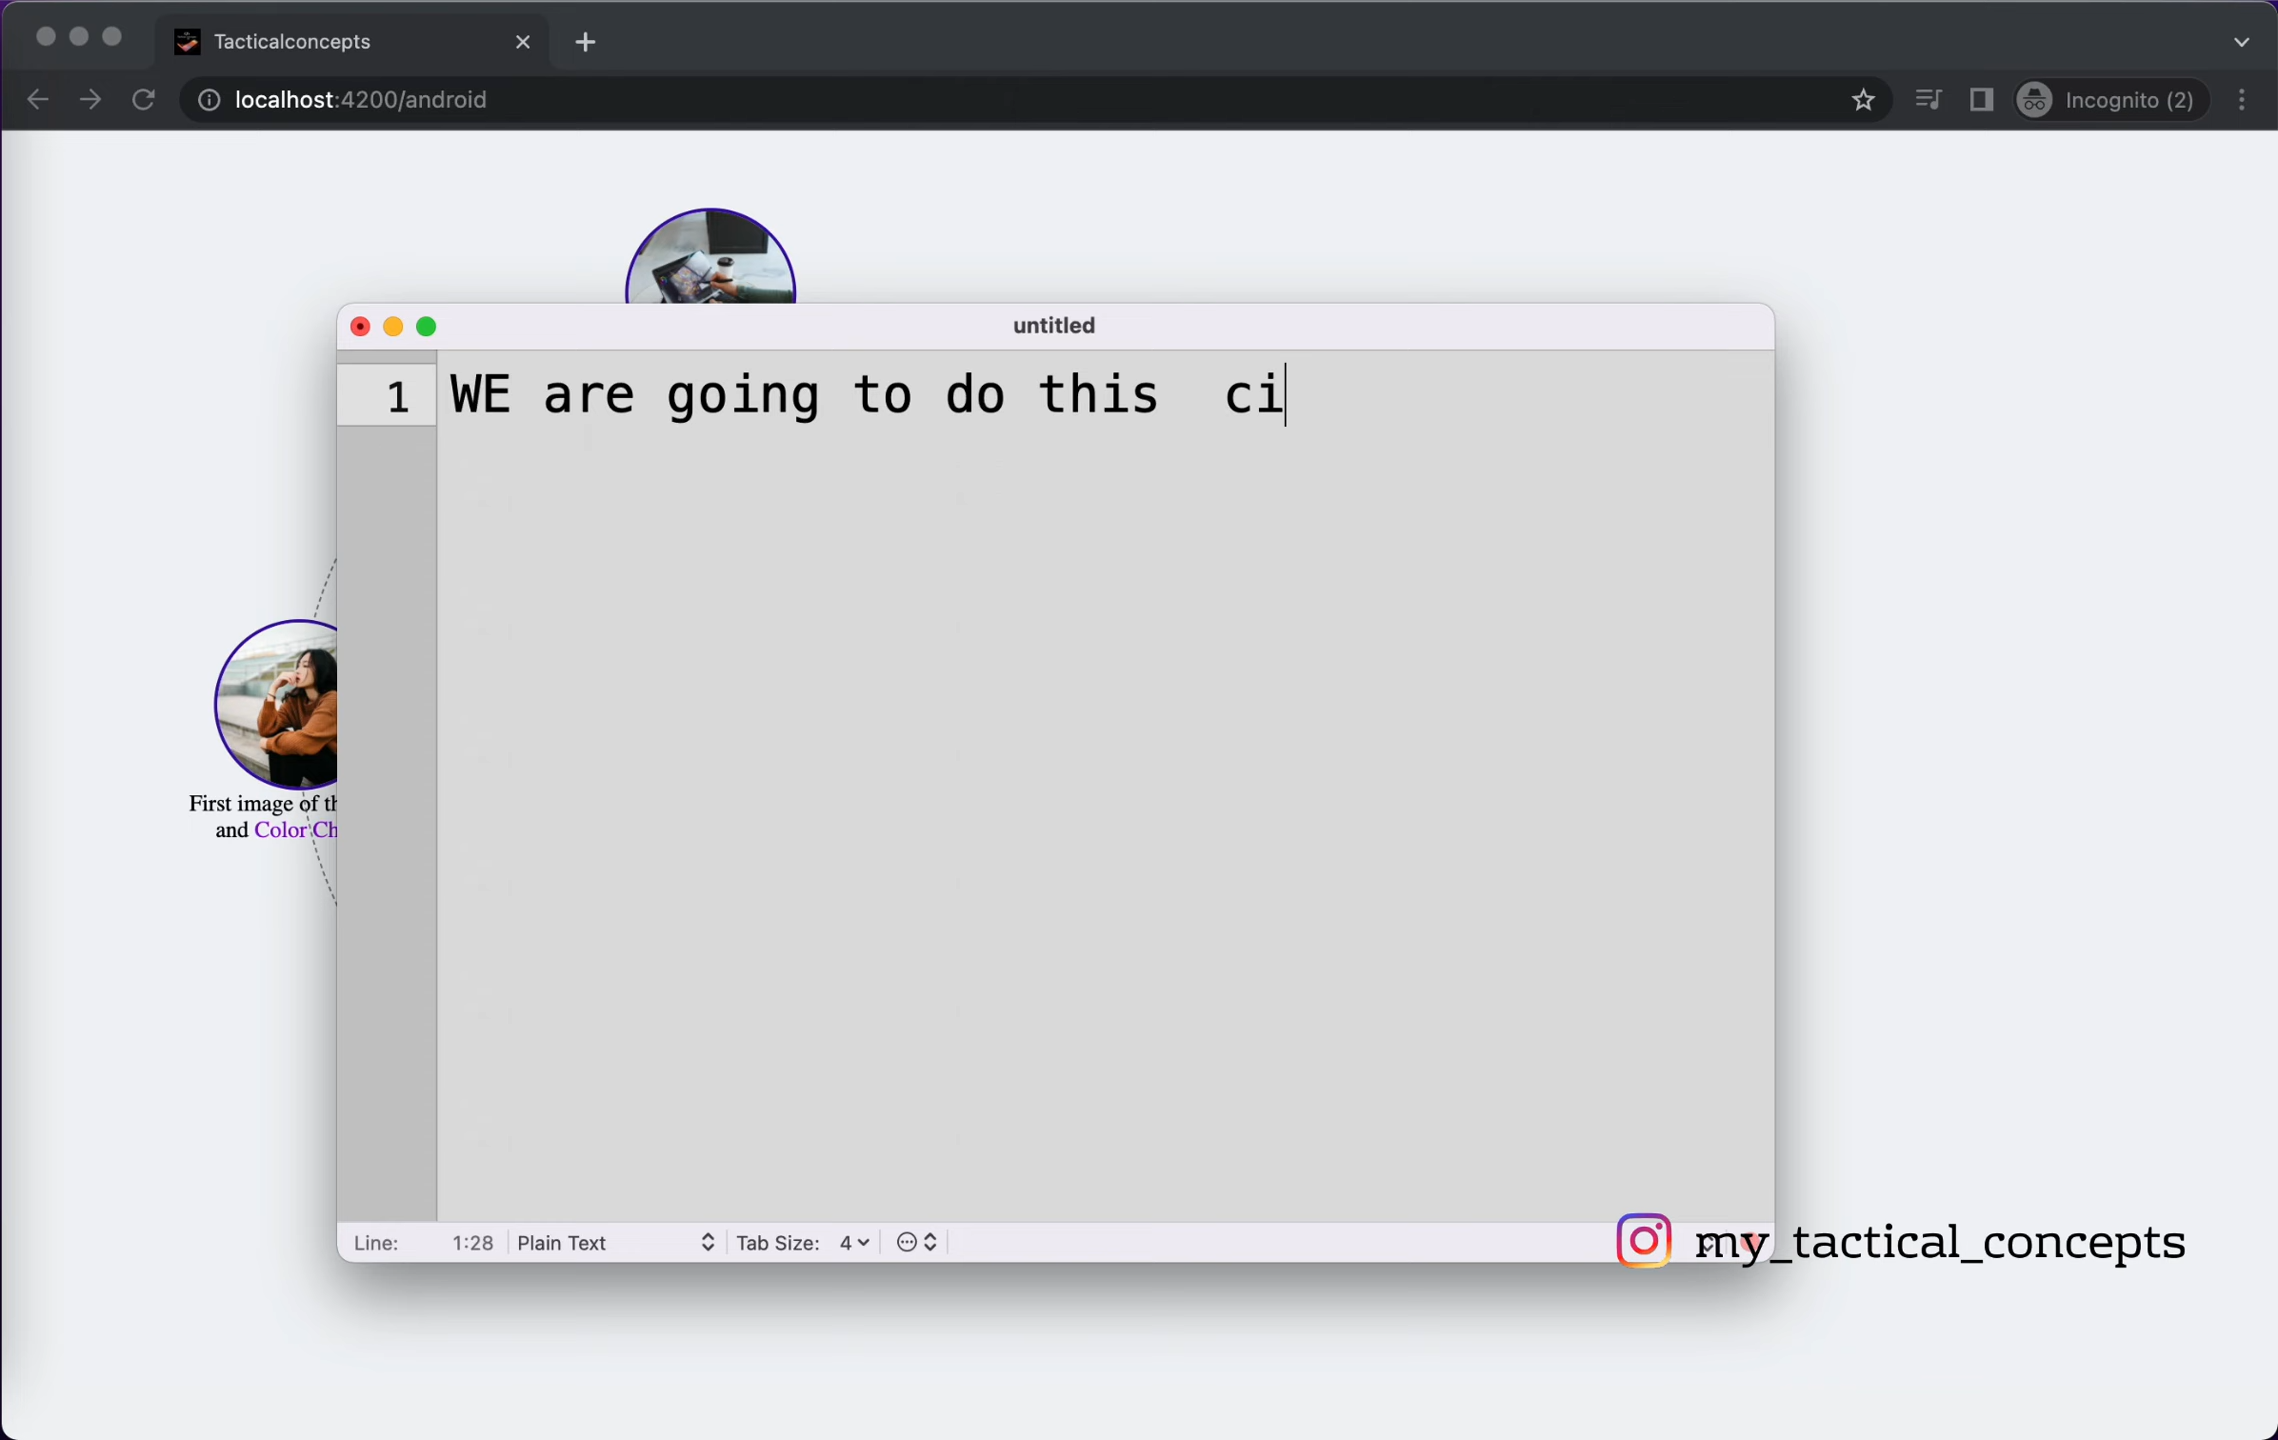 Tacticalconcepts
localhost:4200/android
Incognito (2)
untitled
1 WE are going to do this  ci
First image of th
and Color Ch
Line: 1:28 Plain Text Tab Size: 4
my_tactical_concepts